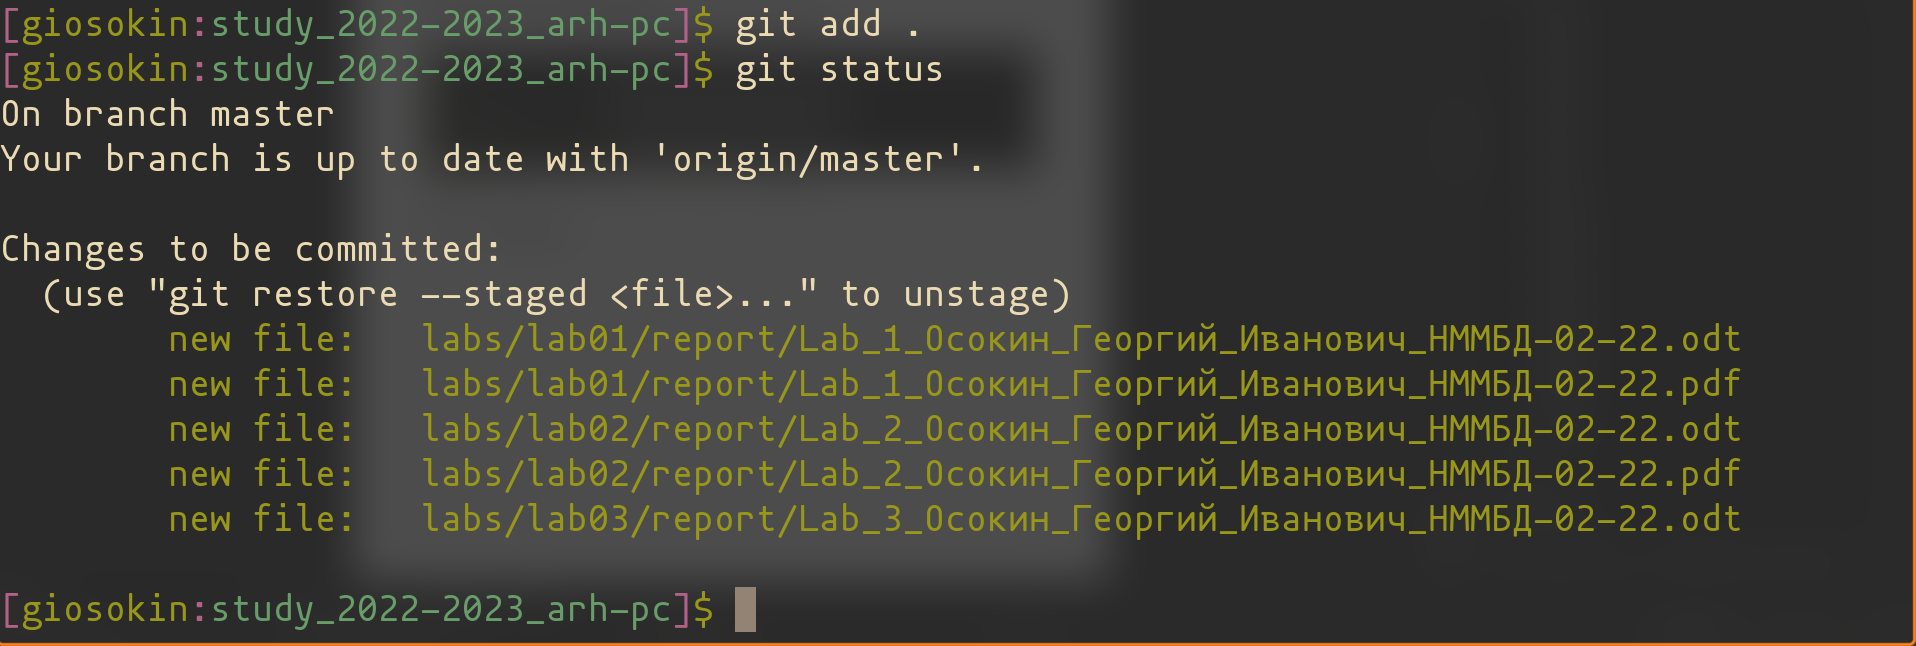 [giosokin:study_2022-2023_arh-pc]$ git add .
[giosokin:study_2022-2023_arh-pc]$ git status
On branch master
Your branch is up to date with 'origin/master'.
Changes to be committed:
  (use "git restore --staged <file>..." to unstage)
        new file:   labs/lab01/report/Lab_1_Осокин_Георгий_Иванович_НММБД-02-22.odt
        new file:   labs/lab01/report/Lab_1_Осокин_Георгий_Иванович_НММБД-02-22.pdf
        new file:   labs/lab02/report/Lab_2_Осокин_Георгий_Иванович_НММБД-02-22.odt
        new file:   labs/lab02/report/Lab_2_Осокин_Георгий_Иванович_НММБД-02-22.pdf
        new file:   labs/lab03/report/Lab_3_Осокин_Георгий_Иванович_НММБД-02-22.odt
[giosokin:study_2022-2023_arh-pc]$